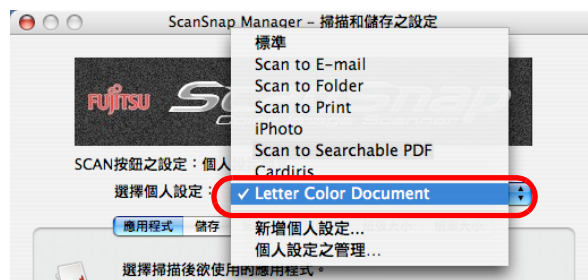 ScanSnap Manager – 掃描和儲存之設定
標準
Scan to E-mail
Scan to Folder
Scan to Print
iPhoto
Scan to Searchable PDF
Cardiris
FUJITSU
SCAN按鈕之設定：個人
選擇個人設定：
✓ Letter Color Document
應用程式 儲存
新增個人設定...
個人設定之管理...
選擇掃描後欲使用的應用程式。